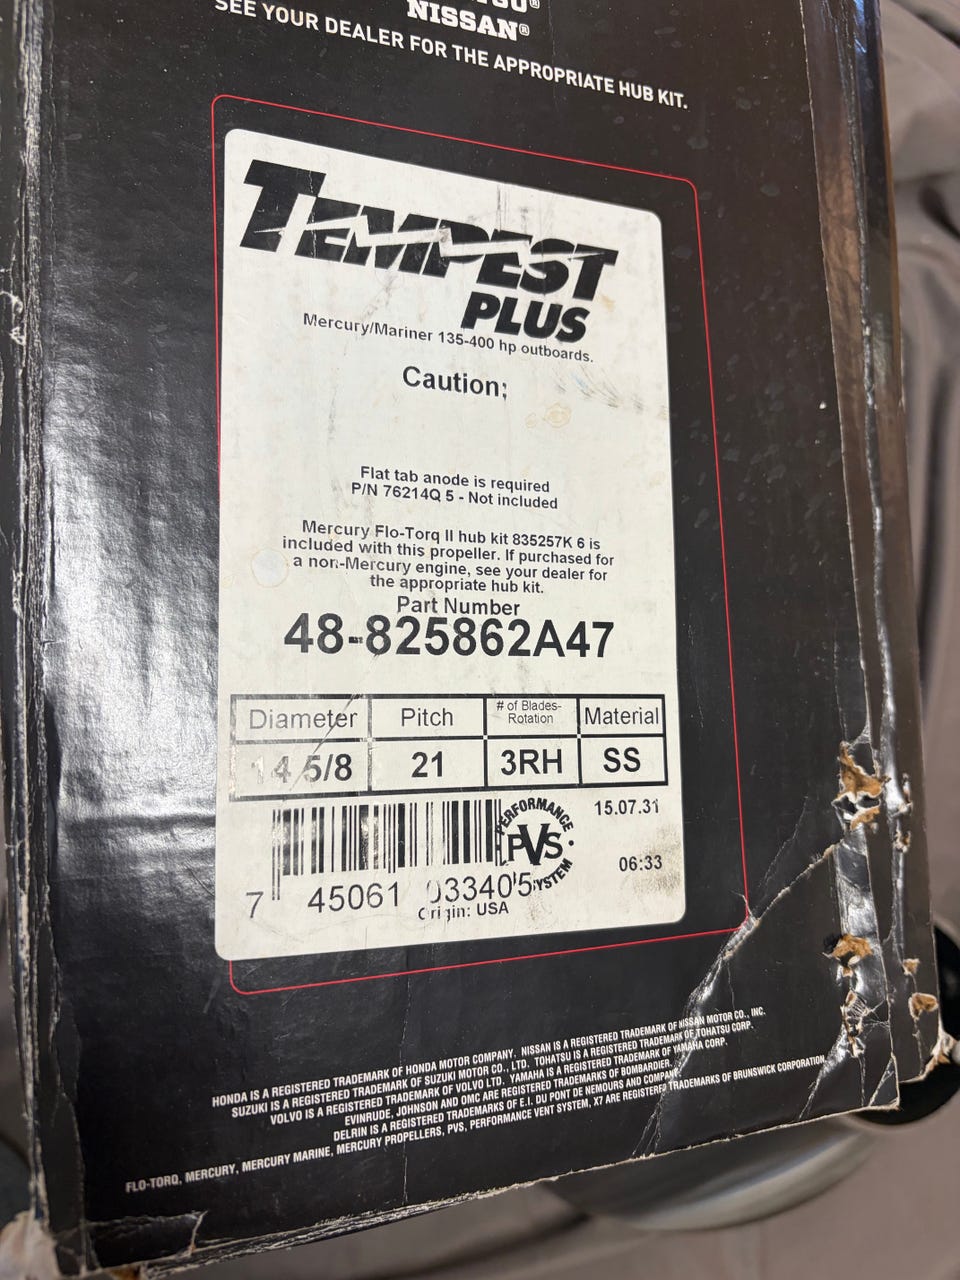 NISSAN®
SEE YOUR DEALER FOR THE APPROPRIATE HUB KIT.
TEMPEST
PLUS
Mercury/Mariner 135-400 hp outboards.
Caution;
Flat tab anode is required
P/N 76214Q 5 - Not included
Mercury Flo-Torq II hub kit 835257K 6 is
included with this propeller. If purchased for
a non-Mercury engine, see your dealer for
the appropriate hub kit.
Part Number
48-825862A47
Diameter Pitch # of Blades- Rotation Material
14 5/8 21 3RH SS
PERFORMANCE PVS SYSTEM
15.07.31
06:33
7 45061 03340 5
Origin: USA
HONDA IS A REGISTERED TRADEMARK OF HONDA MOTOR COMPANY. NISSAN IS A REGISTERED TRADEMARK OF NISSAN MOTOR CO., INC.
SUZUKI IS A REGISTERED TRADEMARK OF SUZUKI MOTOR CO., LTD. TOHATSU IS A REGISTERED TRADEMARK OF TOHATSU CORP.
VOLVO IS A REGISTERED TRADEMARK OF VOLVO LTD. YAMAHA IS A REGISTERED TRADEMARK OF YAMAHA CORP.
EVINRUDE, JOHNSON AND OMC ARE REGISTERED TRADEMARKS OF BOMBARDIER.
DELRIN IS A REGISTERED TRADEMARKS OF E.I. DU PONT DE NEMOURS AND COMPANY
FLO-TORQ, MERCURY, MERCURY MARINE, MERCURY PROPELLERS, PVS, PERFORMANCE VENT SYSTEM, X7 ARE REGISTERED TRADEMARKS OF BRUNSWICK CORPORATION.